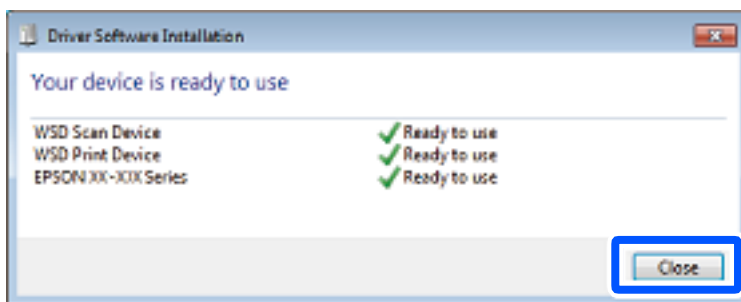 Driver Software Installation
Your device is ready to use
WSD Scan Device Ready to use
WSD Print Device Ready to use
EPSON XX-XXX Series Ready to use
Close